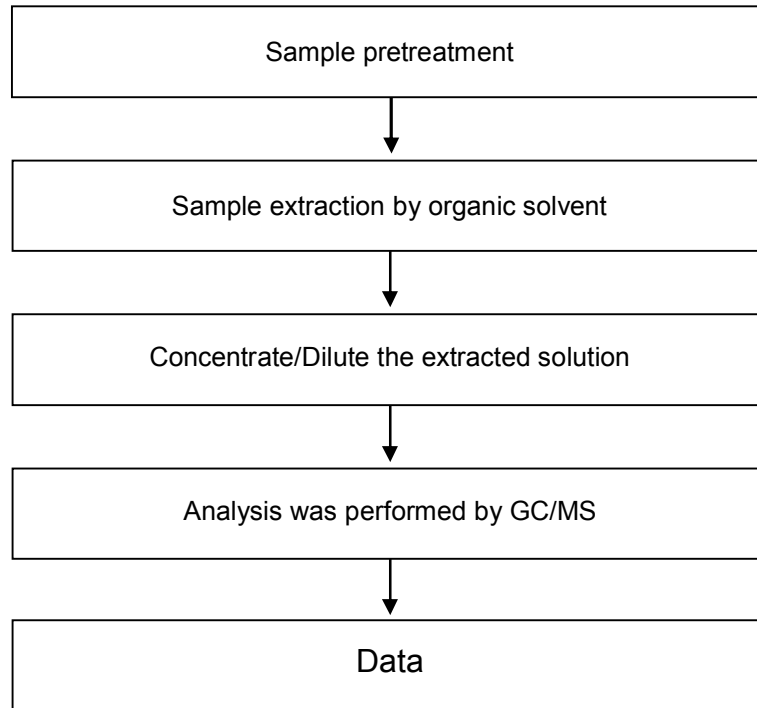 Sample pretreatment
Sample extraction by organic solvent
Concentrate/Dilute the extracted solution
Analysis was performed by GC/MS
Data